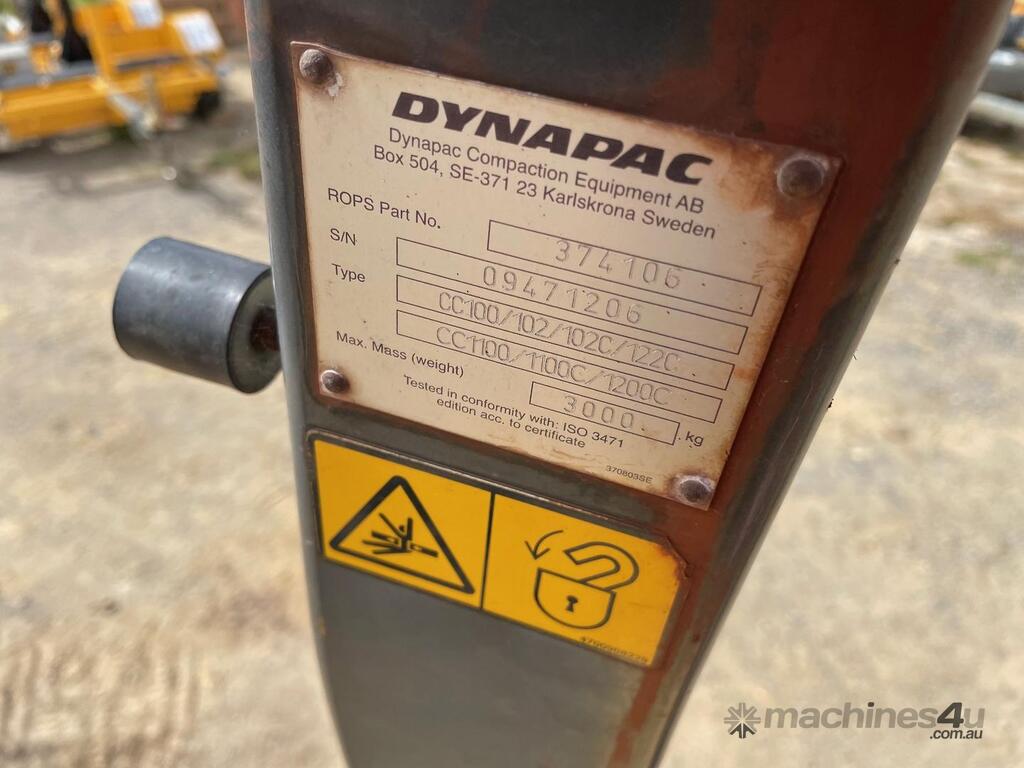 DYNAPAC
Dynapac Compaction Equipment AB
Box 504, SE-371 23 Karlskrona Sweden
ROPS Part No. 374106
S/N 09471206
Type CC100/102/102C/122C
CC1100/1100C/1200C
Max. Mass (weight) 3000 kg
Tested in conformity with: ISO 3471
edition acc. to certificate
370803SE
machines4u
.com.au